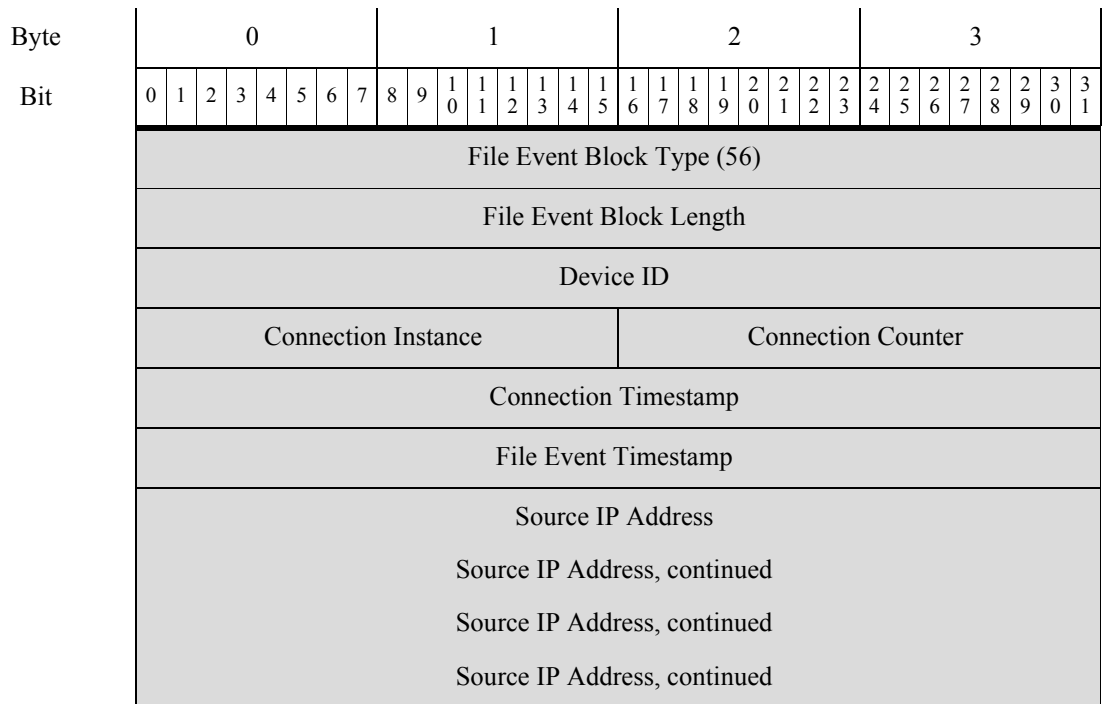 Byte 0 1 2 3
Bit 0 1 2 3 4 5 6 7 8 9 10 11 12 13 14 15 16 17 18 19 20 21 22 23 24 25 26 27 28 29 30 31
File Event Block Type (56)
File Event Block Length
Device ID
Connection Instance Connection Counter
Connection Timestamp
File Event Timestamp
Source IP Address
Source IP Address, continued
Source IP Address, continued
Source IP Address, continued